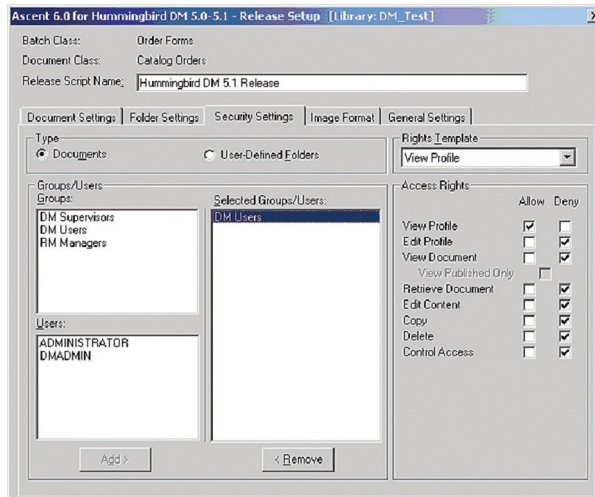 Ascent 6.0 for Hummingbird DM 5.0-5.1 - Release Setup [Library: DM_Test]
Batch Class: Order Forms
Document Class: Catalog Orders
Release Script Name: Hummingbird DM 5.1 Release
Document Settings Folder Settings Security Settings Image Format General Settings
Type
Documents User-Defined Folders
Rights Template
View Profile
Groups/Users
Groups:
DM Supervisors
DM Users
RM Managers
Users:
ADMINISTRATOR
DMADMIN
Add >
Selected Groups/Users:
DM Users
< Remove
Access Rights
Allow Deny
View Profile
Edit Profile
View Document
View Published Only
Retrieve Document
Edit Content
Copy
Delete
Control Access